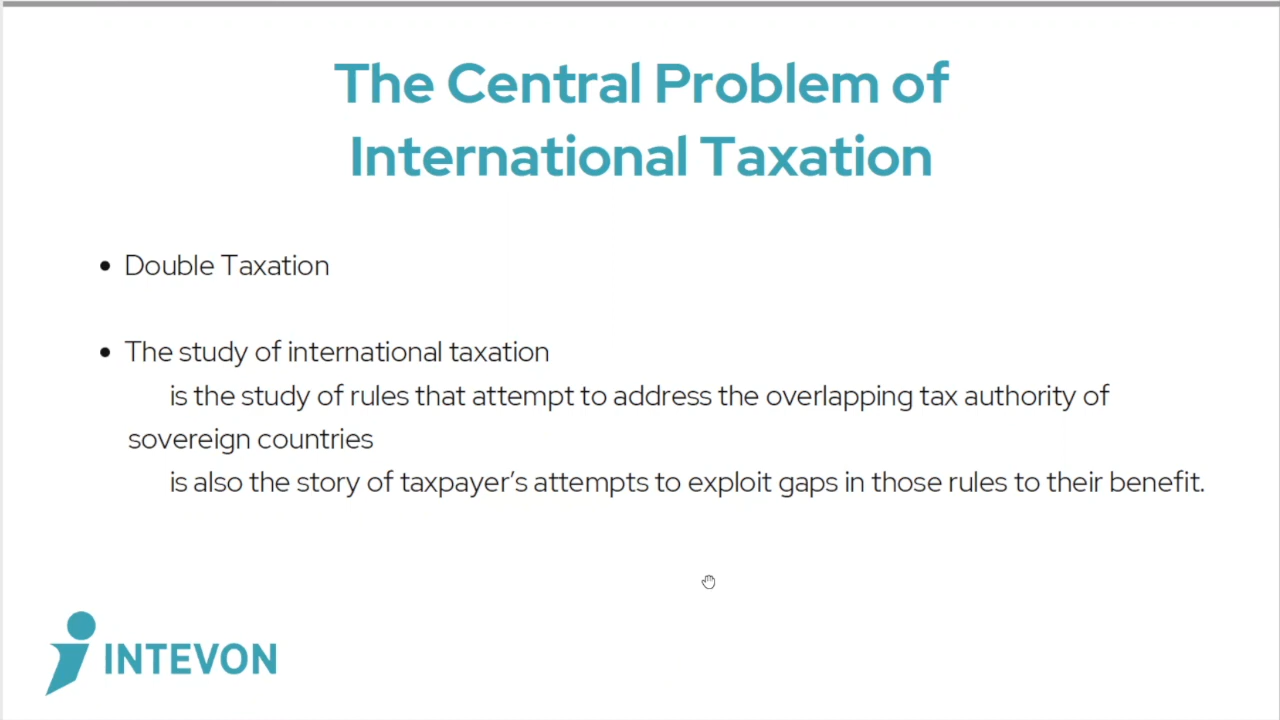 The Central Problem of
International Taxation
• Double Taxation
• The study of international taxation
is the study of rules that attempt to address the overlapping tax authority of
sovereign countries
is also the story of taxpayer's attempts to exploit gaps in those rules to their benefit.
INTEVON